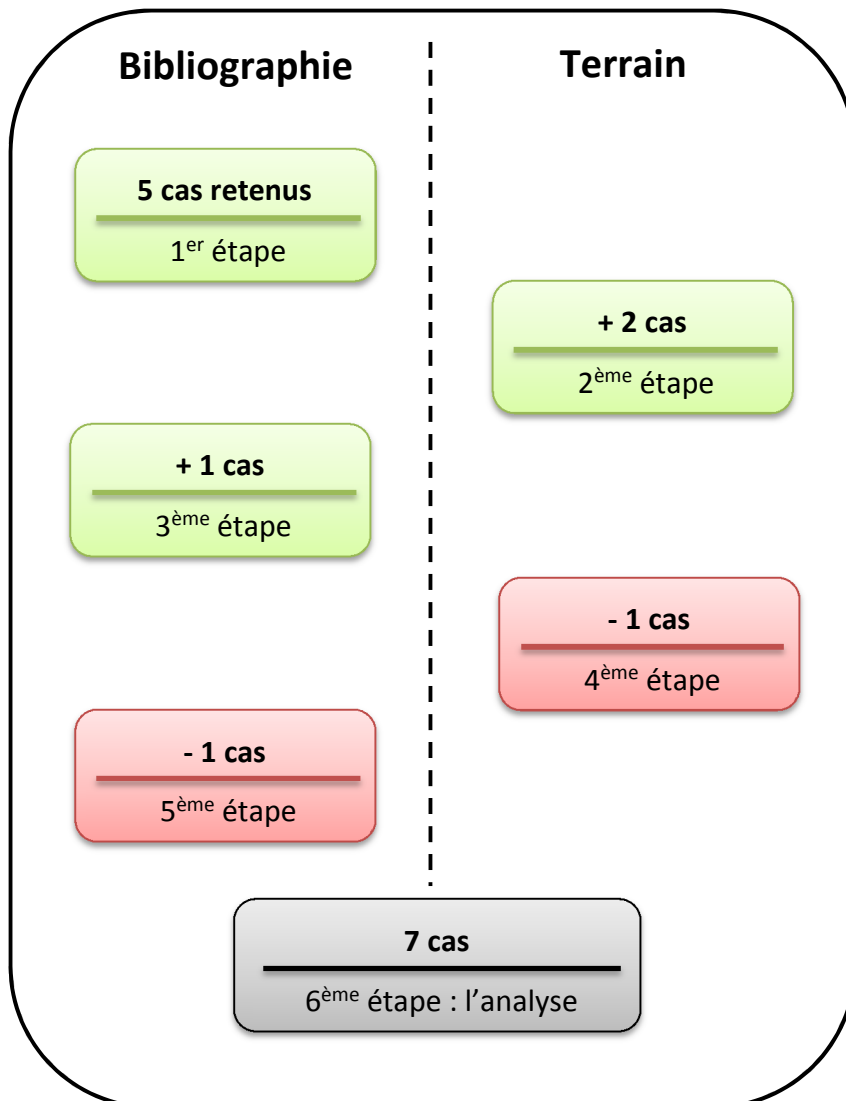 Bibliographie
Terrain
5 cas retenus
1er étape
+ 2 cas
2ème étape
+ 1 cas
3ème étape
- 1 cas
4ème étape
- 1 cas
5ème étape
7 cas
6ème étape : l’analyse